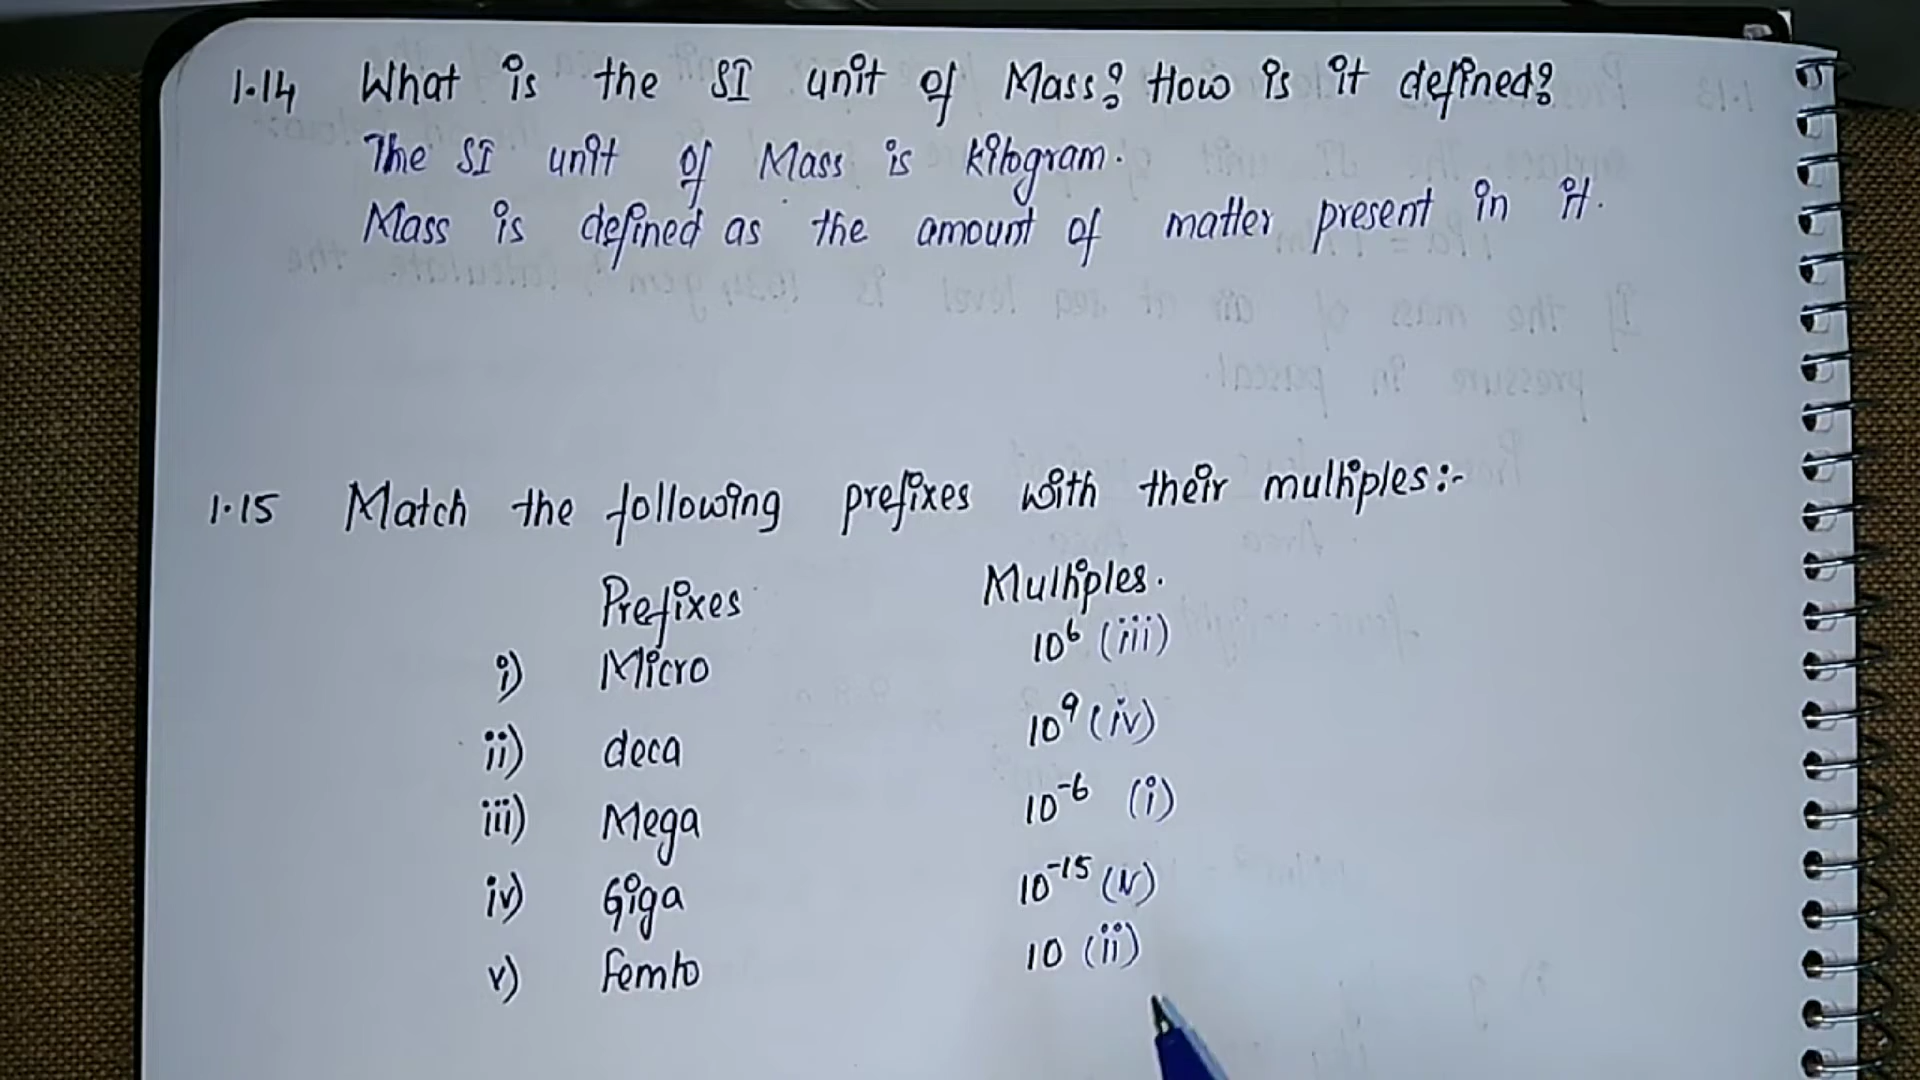 1.14 What is the SI unit of Mass? How is it defined?
The SI unit of Mass is kilogram.
Mass is defined as the amount of matter present in it.
1.15 Match the following prefixes with their multiples:-
Prefixes Multiples.
i) Micro 10⁶ (iii)
ii) deca 10⁹ (iv)
iii) Mega 10⁻⁶ (i)
iv) Giga 10⁻¹⁵ (v)
v) Femto 10 (ii)